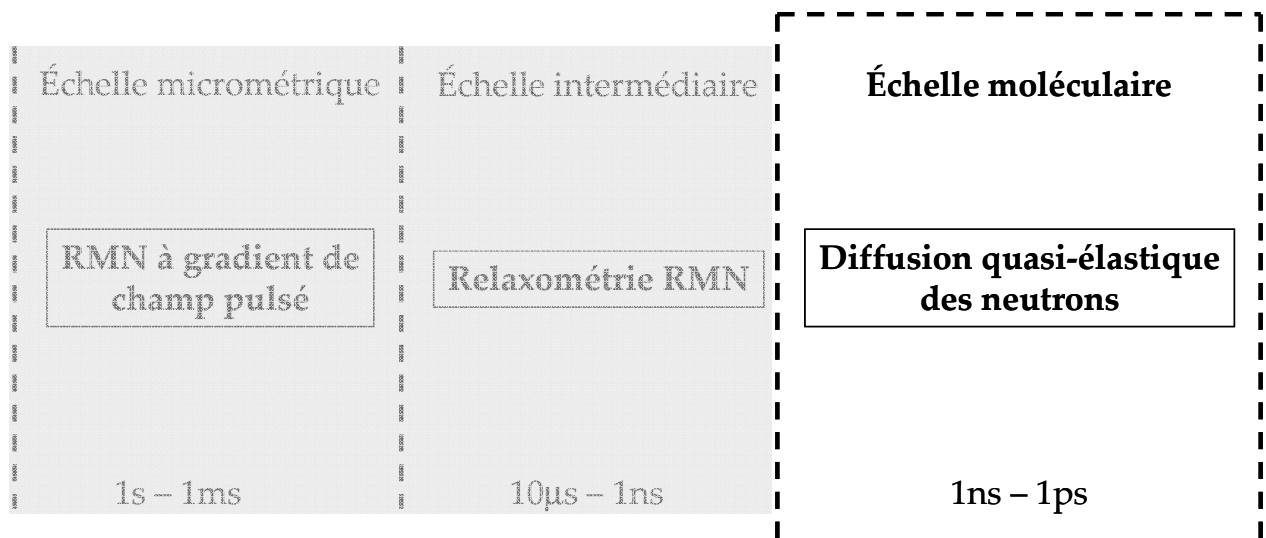 Échelle micrométrique
RMN à gradient de
champ pulsé
1s – 1ms
Échelle intermédiaire
Relaxométrie RMN
10µs – 1ns
Échelle moléculaire
Diffusion quasi-élastique
des neutrons
1ns – 1ps